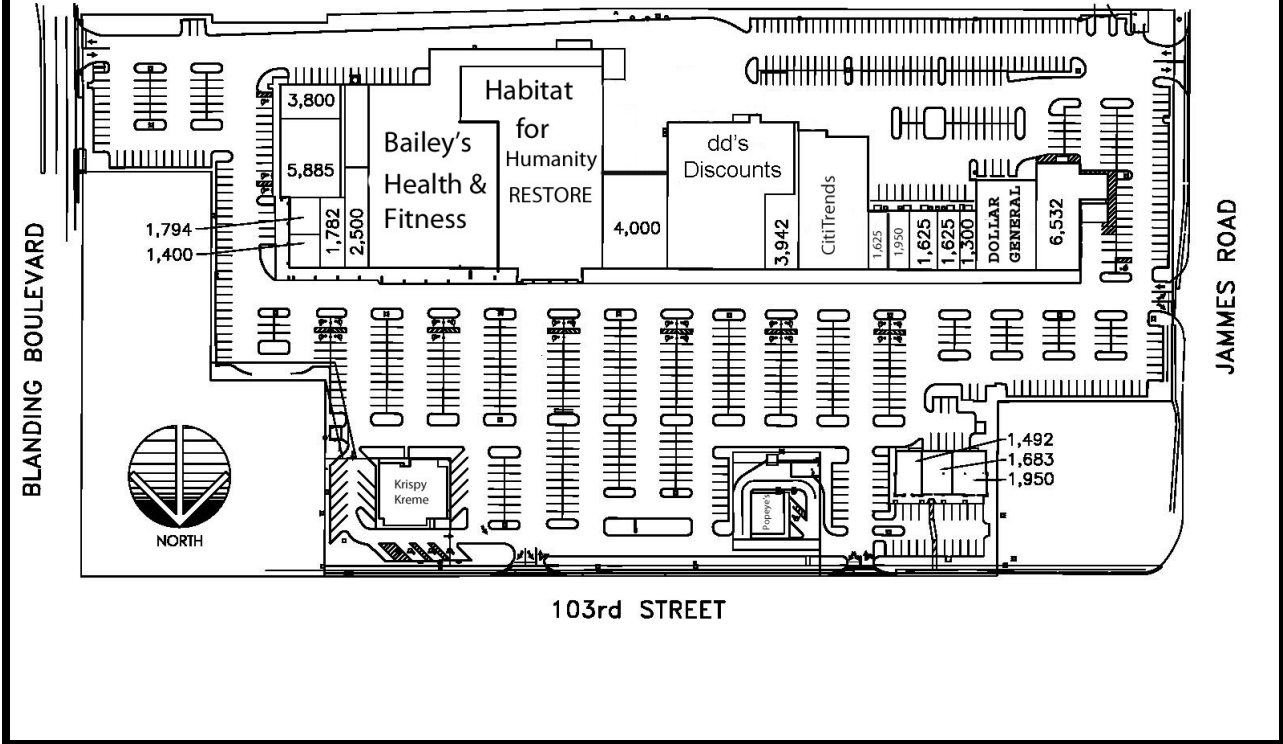 3,800
5,885
1,794
1,400
1,782
2,500
Bailey's
Health &
Fitness
Habitat
for
Humanity
RESTORE
4,000
dd's
Discounts
3,942
CitiTrends
1,625
1,950
1,625
1,625
1,300
DOLLAR
GENERAL
6,532
BLANDING BOULEVARD
JAMMES ROAD
Krispy
Kreme
Popeye's
1,492
1,683
1,950
NORTH
103rd STREET